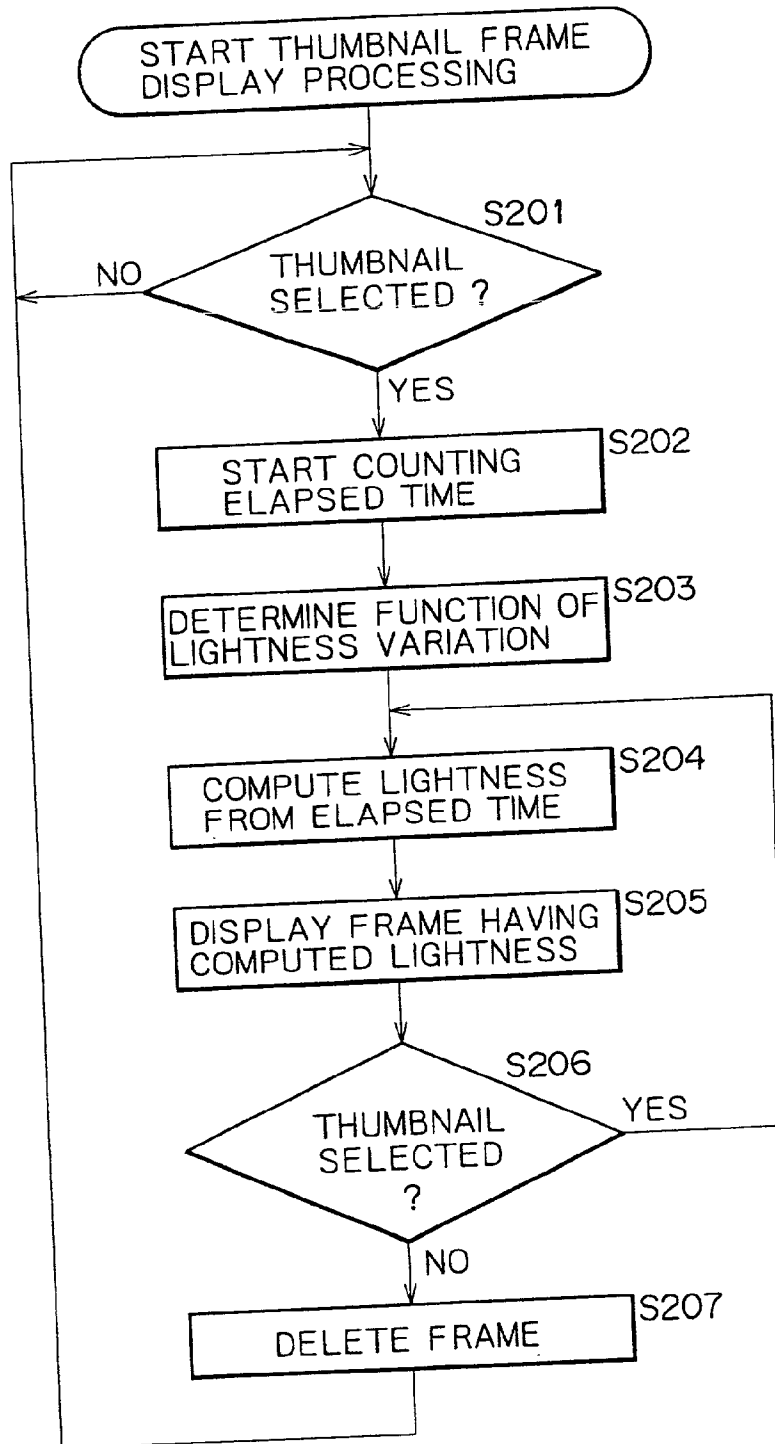 START THUMBNAIL FRAME
DISPLAY PROCESSING
S201
THUMBNAIL
SELECTED ?
NO
YES
S202
START COUNTING
ELAPSED TIME
S203
DETERMINE FUNCTION OF
LIGHTNESS VARIATION
S204
COMPUTE LIGHTNESS
FROM ELAPSED TIME
S205
DISPLAY FRAME HAVING
COMPUTED LIGHTNESS
S206
THUMBNAIL
SELECTED
?
YES
NO
S207
DELETE FRAME